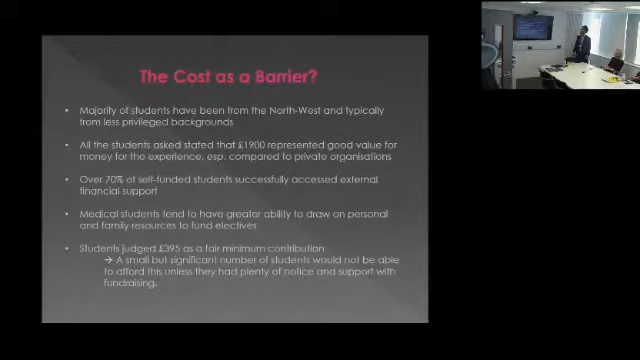 The Cost as a Barrier?
Majority of students have been from the North-West and typically
from less privileged backgrounds
All the students asked stated that £1900 represented good value for
money for the experience, esp. compared to private organisations
Over 70% of self-funded students successfully accessed external
financial support
Medical students tend to have greater ability to draw on personal
and family resources to fund electives
Students judged £395 as a fair minimum contribution
→ A small but significant number of students would not be able
to afford this unless they had plenty of notice and support with
fundraising.